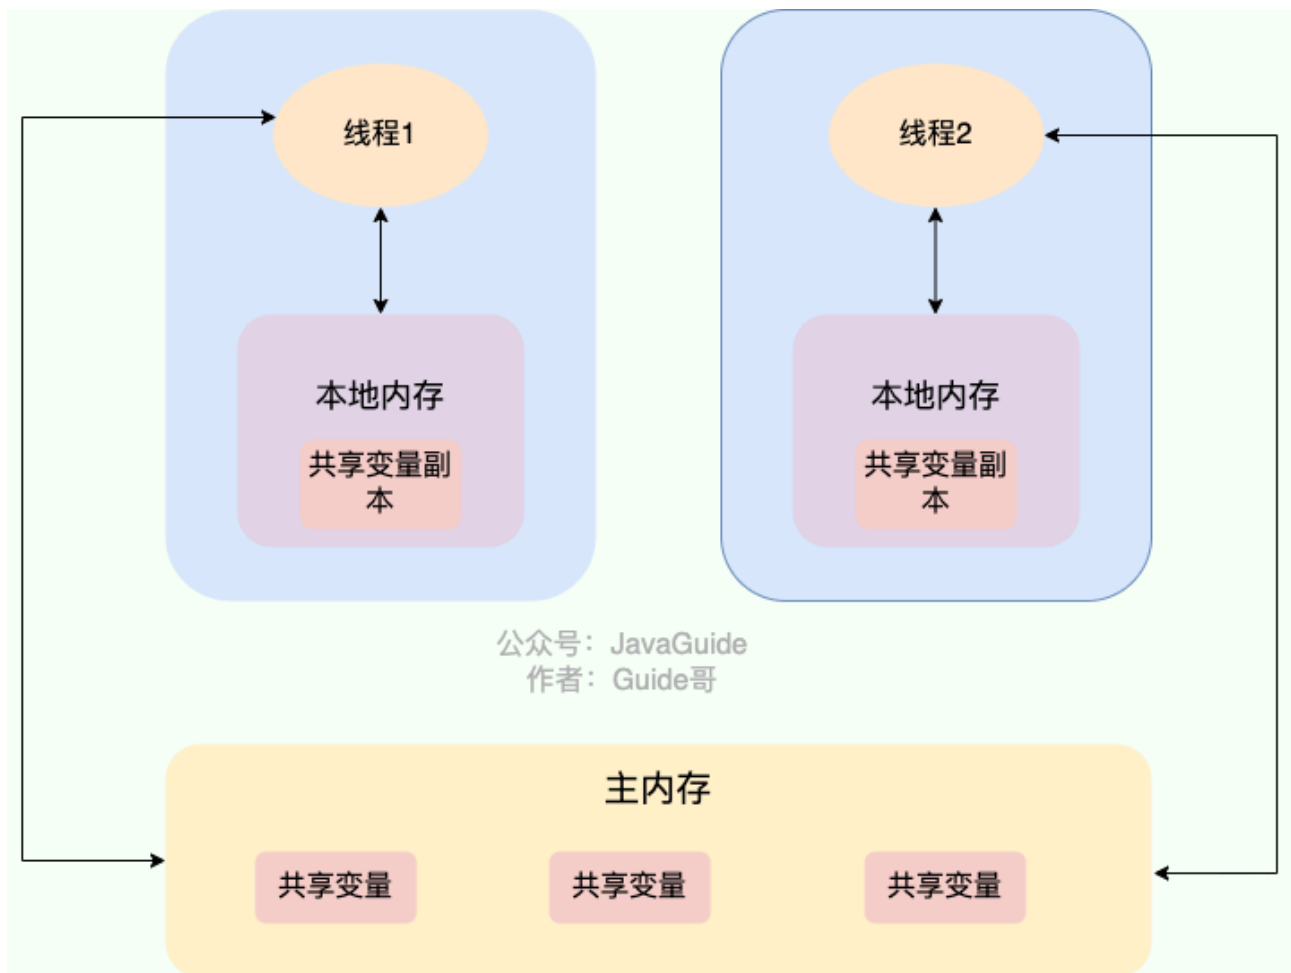 线程1
线程2
本地内存
共享变量副
本
本地内存
共享变量副
本
公众号：JavaGuide
作者：Guide哥
主内存
共享变量
共享变量
共享变量